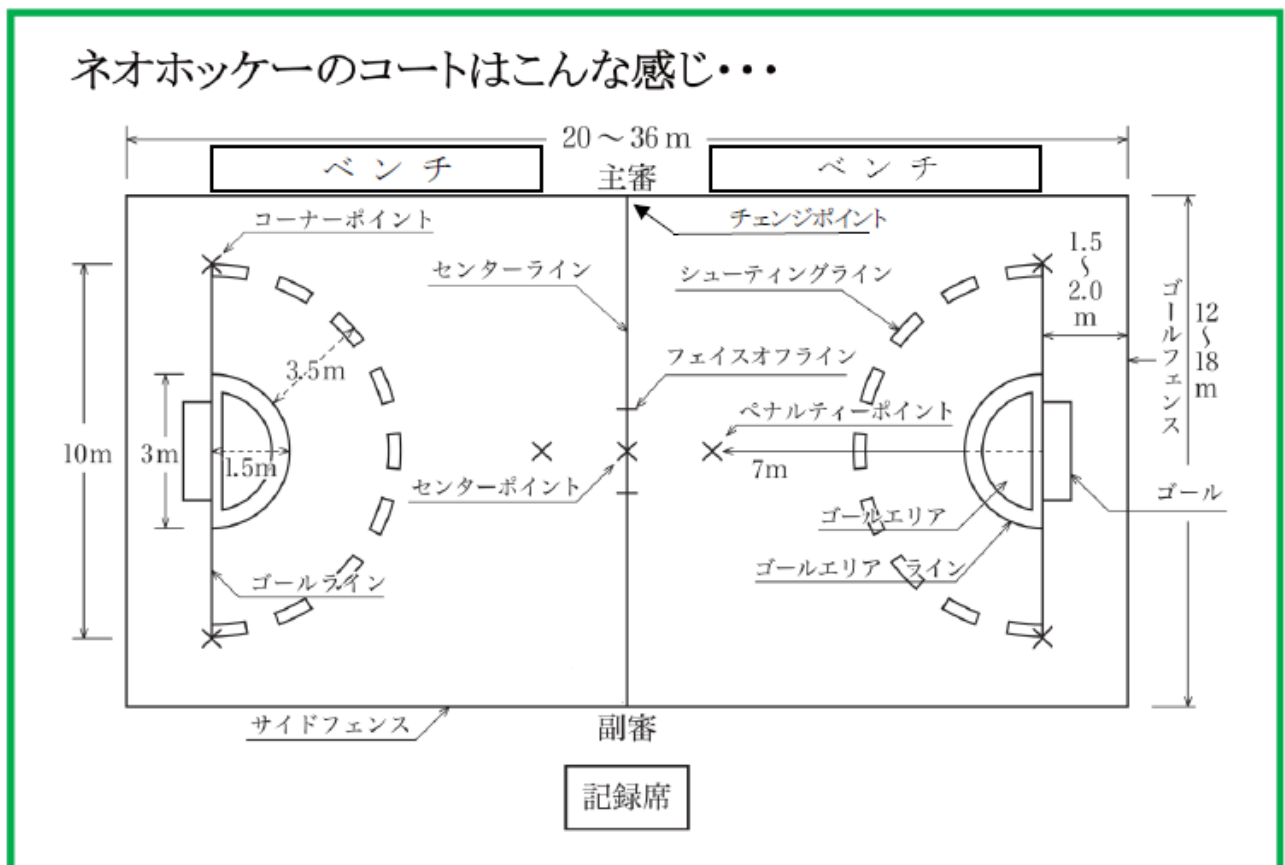 ネオホッケーのコートはこんな感じ・・・
20～36m
ベンチ
主審
ベンチ
コーナーポイント
チェンジポイント
センターライン
シューティングライン
1.5～2.0m
ゴールフェンス
12～18m
フェイスオフライン
3.5m
ペナルティーポイント
10m
3m
1.5m
7m
センターポイント
ゴールエリア
ゴール
ゴールライン
ゴールエリア ライン
サイドフェンス
副審
記録席